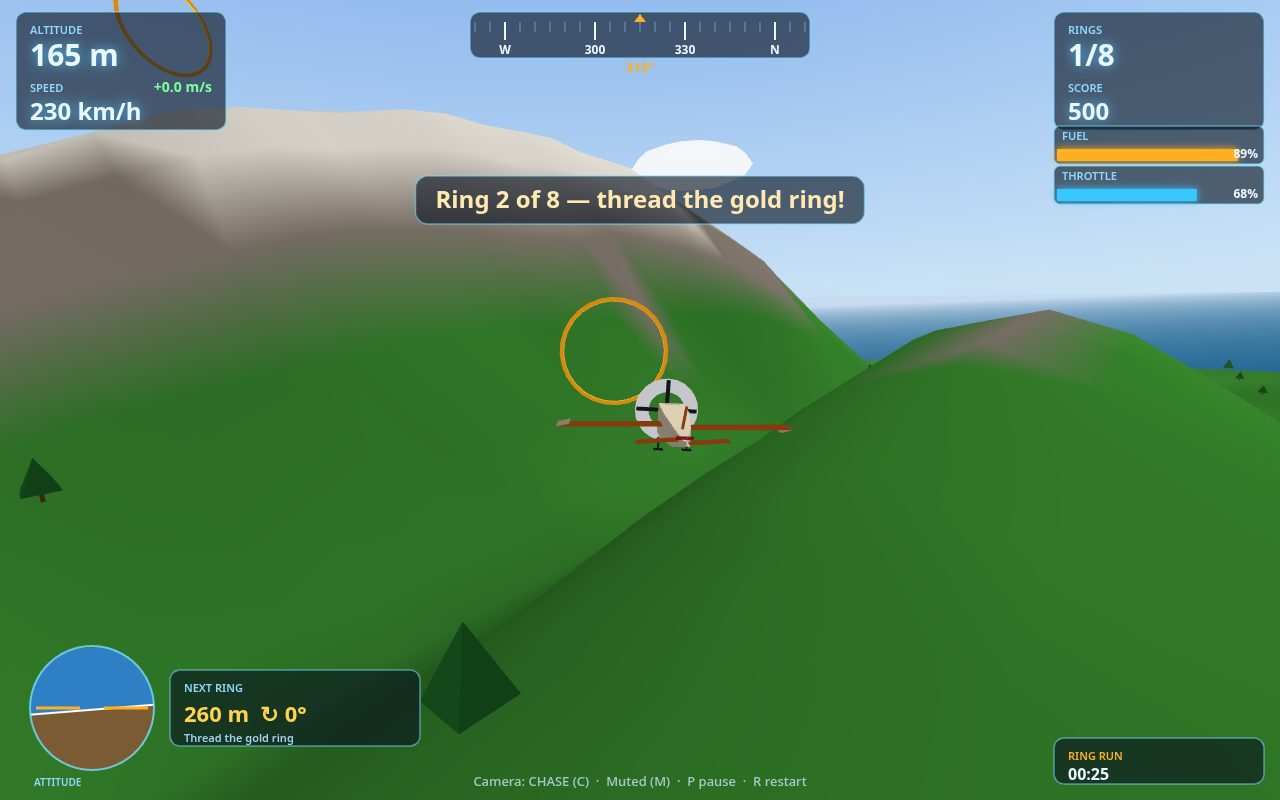 ALTITUDE
165 m
SPEED
+0.0 m/s
230 km/h
W
300
330
N
315°
RINGS
1/8
SCORE
500
FUEL
89%
THROTTLE
68%
Ring 2 of 8 — thread the gold ring!
NEXT RING
260 m ↻ 0°
Thread the gold ring
ATTITUDE
Camera: CHASE (C) · Muted (M) · P pause · R restart
RING RUN
00:25